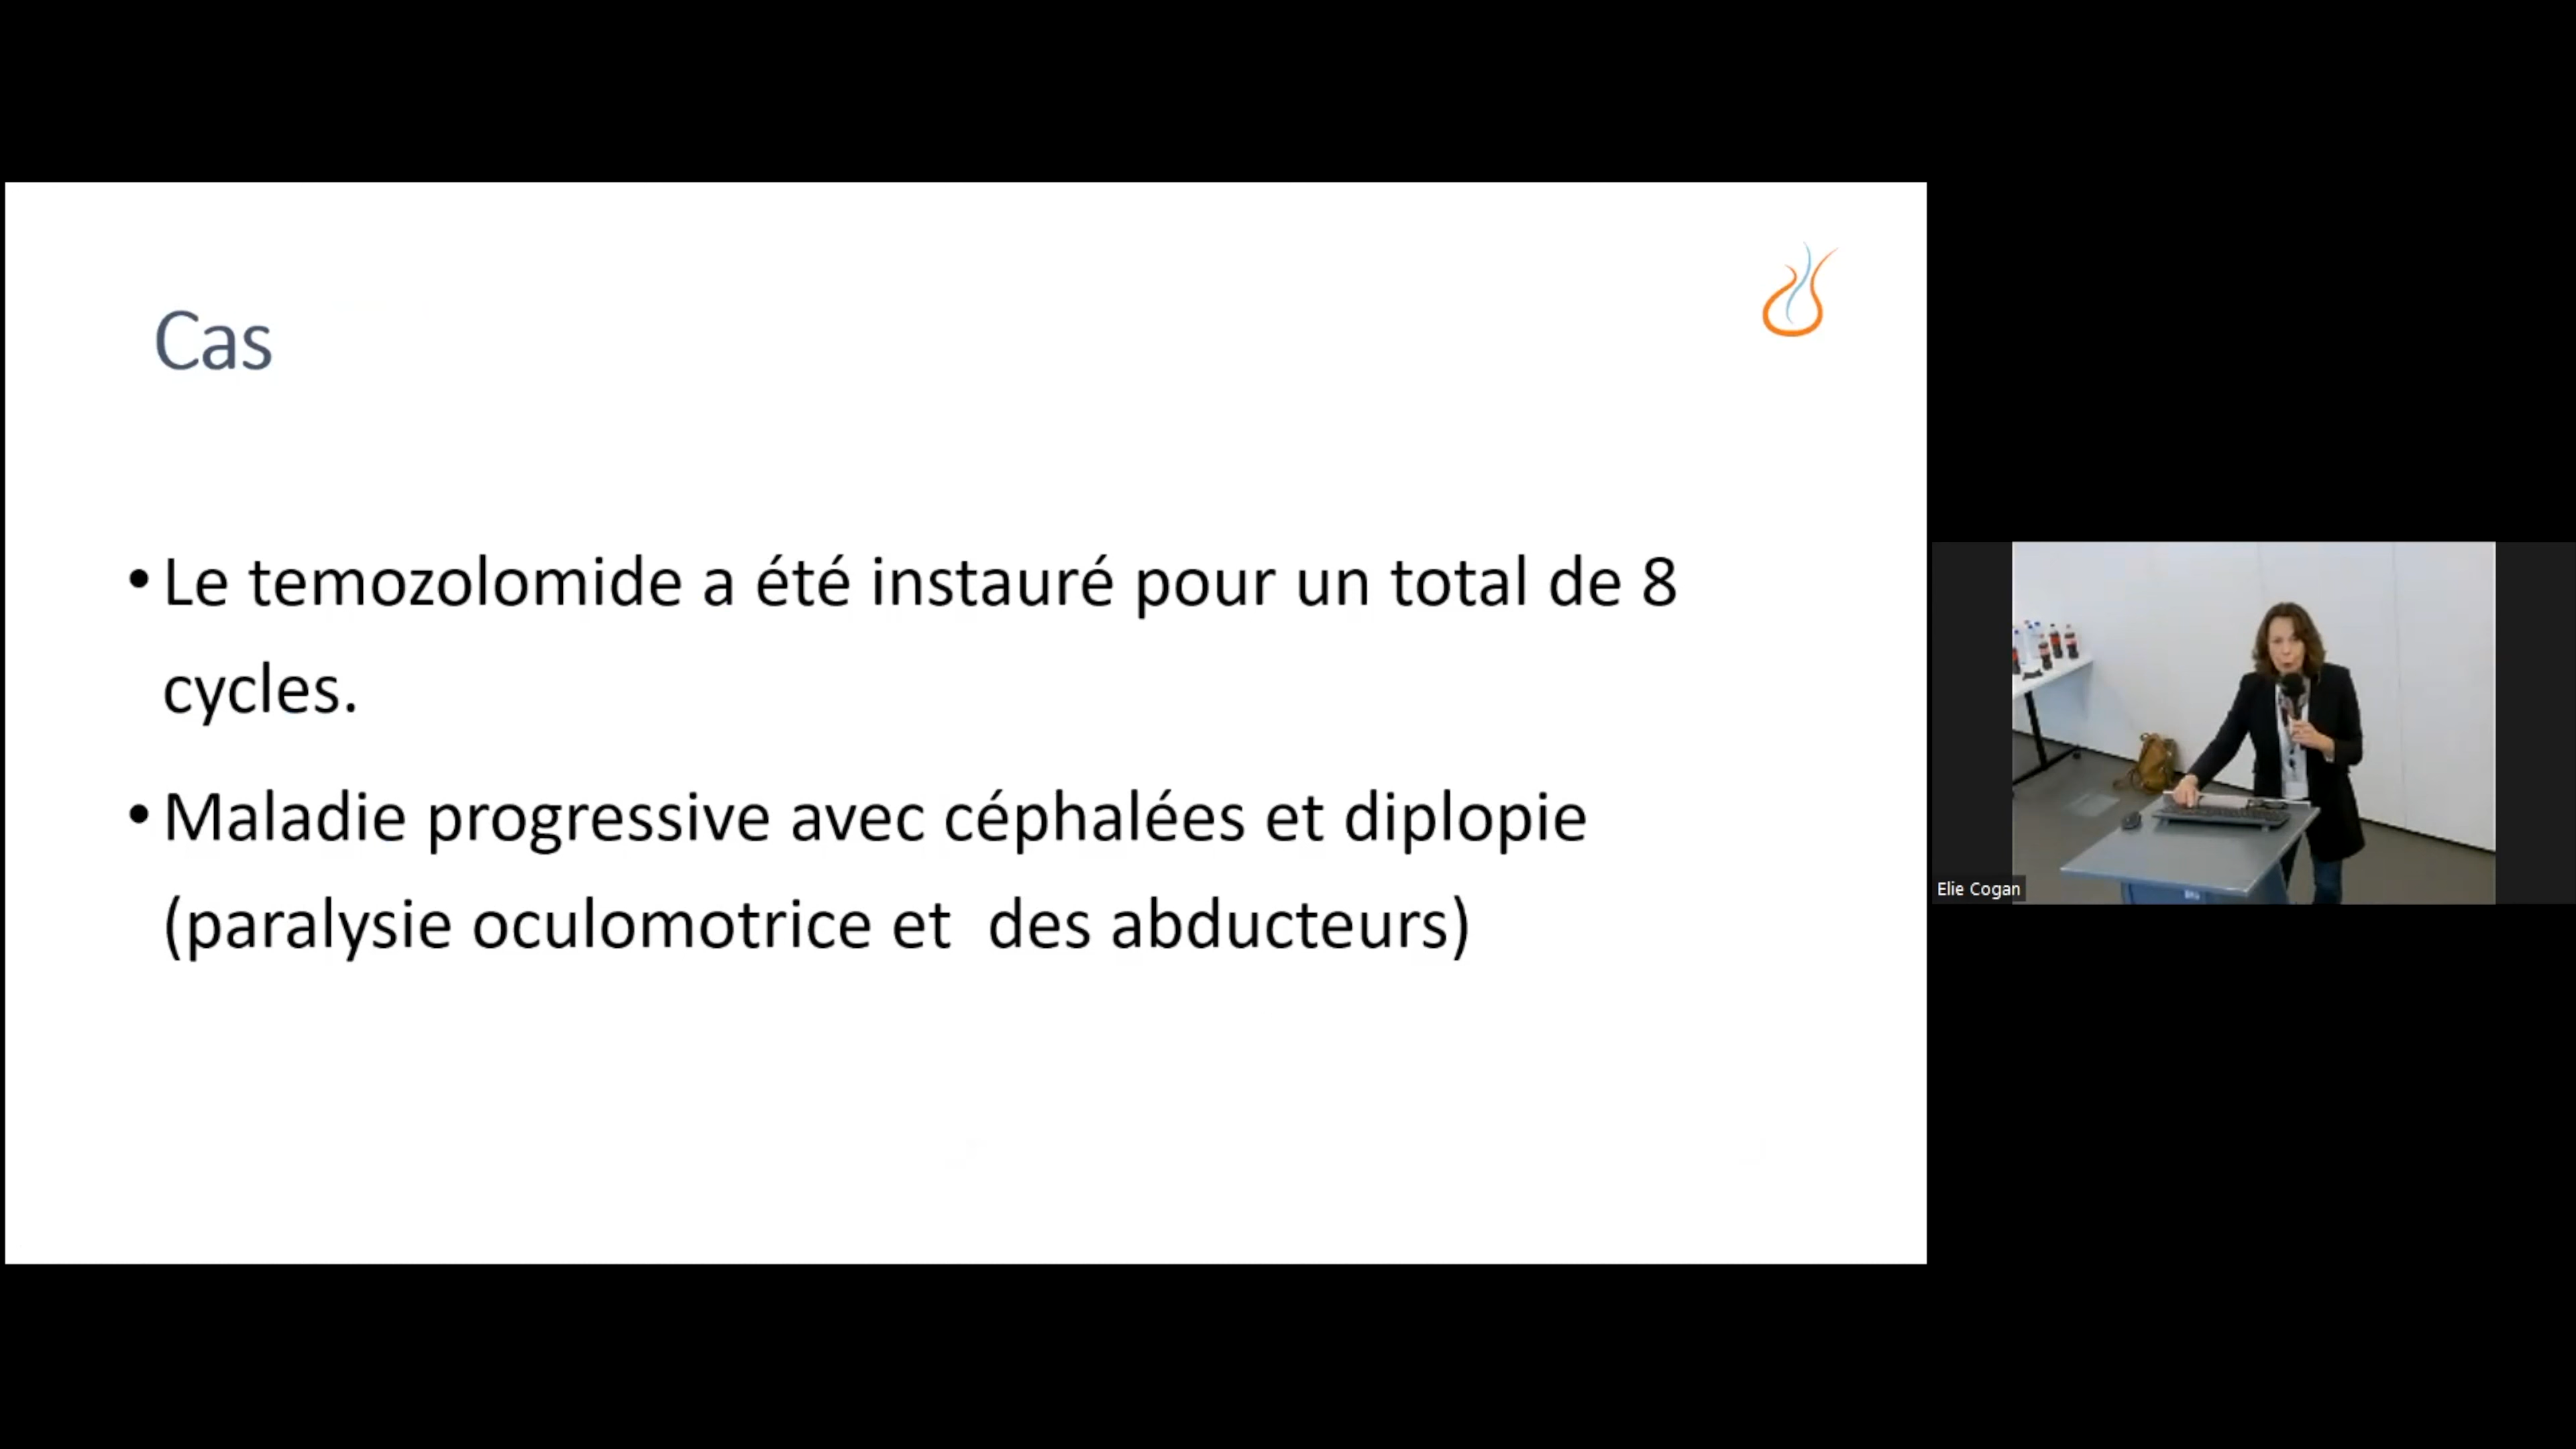 Cas
• Le temozolomide a été instauré pour un total de 8
cycles.
• Maladie progressive avec céphalées et diplopie
(paralysie oculomotrice et  des abducteurs)
Elie Cogan